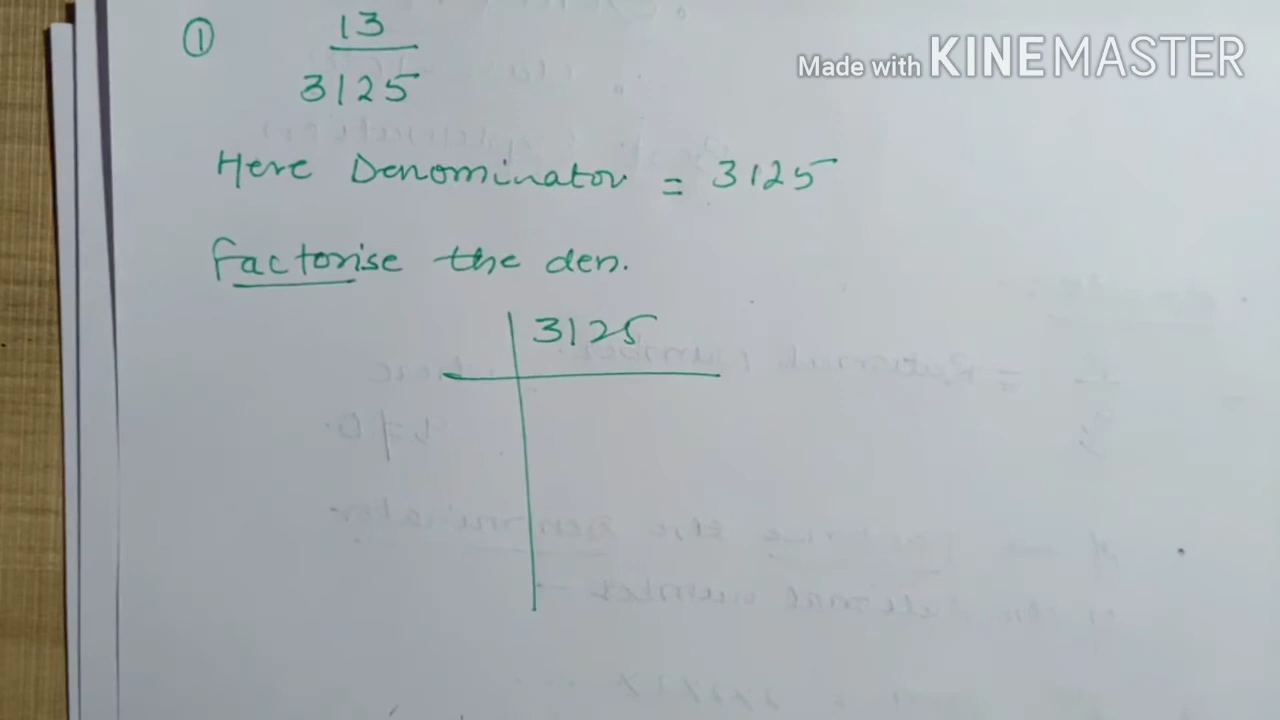 ① 13
3125
Made with KINEMASTER
Here Denominator = 3125
Factorise the den.
3125